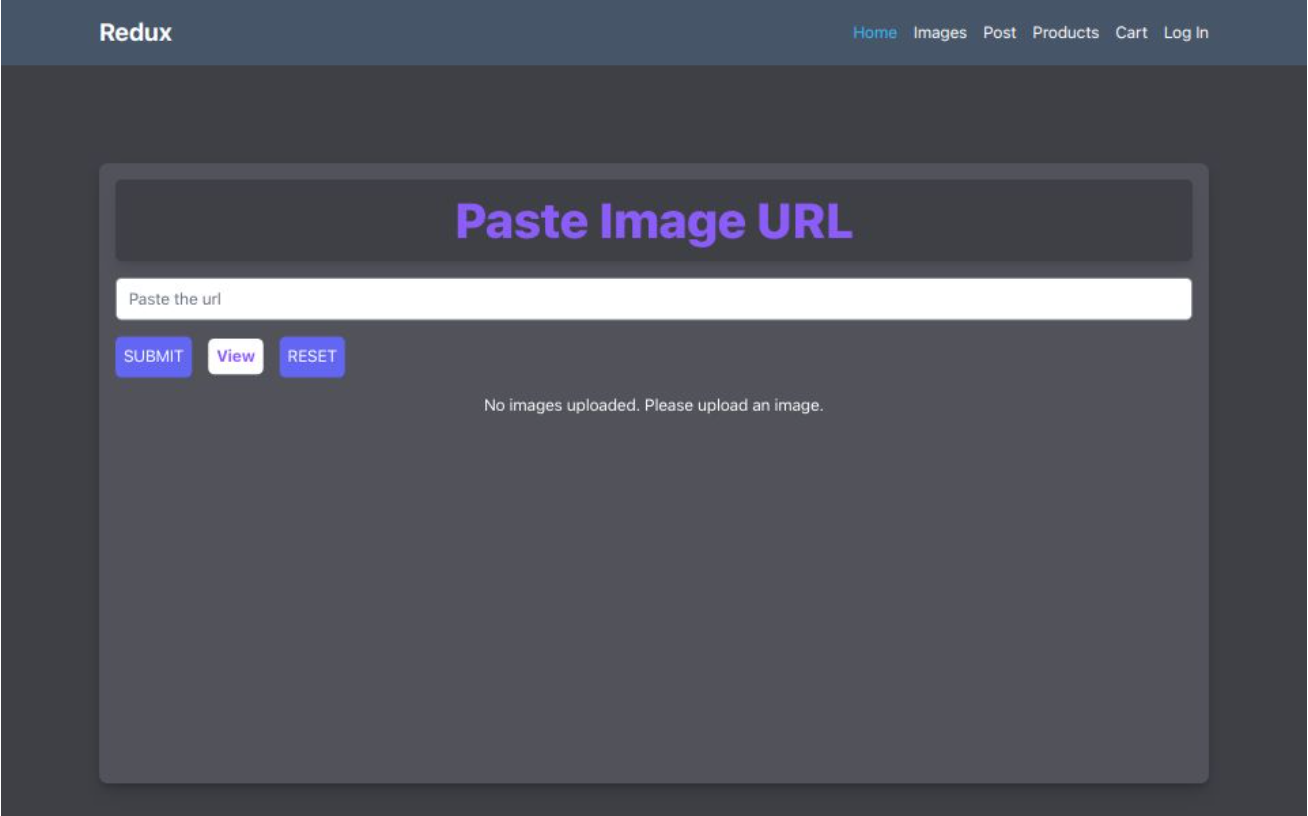 Redux
Home Images Post Products Cart Log In
Paste Image URL
Paste the url
SUBMIT View RESET
No images uploaded. Please upload an image.